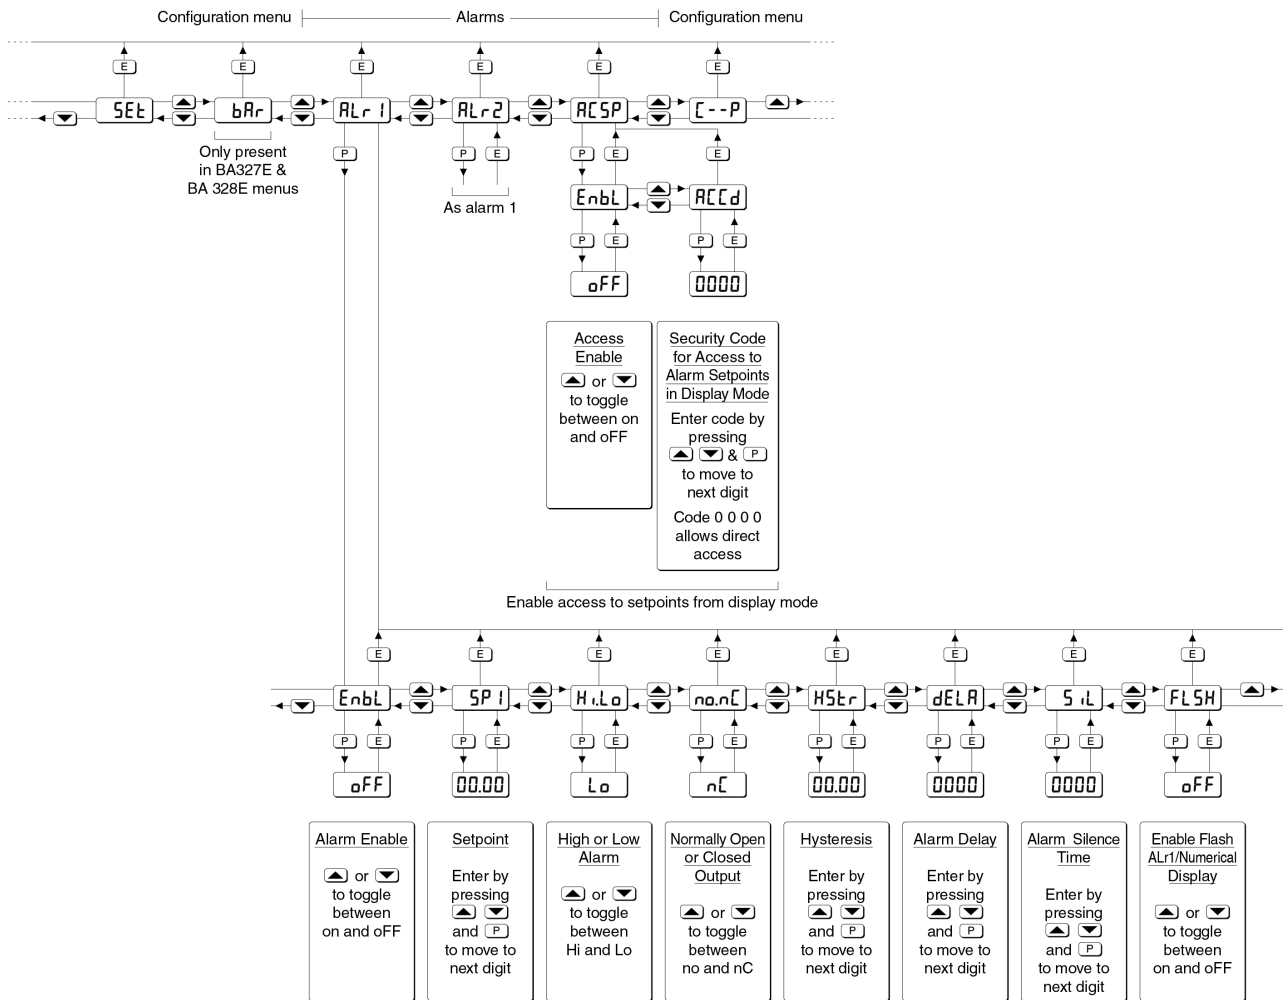 Configuration menu Alarms Configuration menu
E E E E E E
SEt bAr ALr1 ALr2 ACSP C--P
Only present
in BA327E &
BA 328E menus
P P E P E E
As alarm 1
EnbL ACCd
P E P E
oFF 0000
Access
Enable
or
to toggle
between on
and oFF
Security Code
for Access to
Alarm Setpoints
in Display Mode
Enter code by
pressing
& P
to move to
next digit
Code 0 0 0 0
allows direct
access
Enable access to setpoints from display mode
E E E E E E E E
EnbL SP1 Hi.Lo no.nC HStr dELA SiL FLSH
P E P E P E P E P E P E P E P E
oFF 00.00 Lo nC 00.00 0000 0000 oFF
Alarm Enable
or
to toggle
between
on and oFF
Setpoint
Enter by
pressing
and P
to move to
next digit
High or Low
Alarm
or
to toggle
between
Hi and Lo
Normally Open
or Closed
Output
or
to toggle
between
no and nC
Hysteresis
Enter by
pressing
and P
to move to
next digit
Alarm Delay
Enter by
pressing
and P
to move to
next digit
Alarm Silence
Time
Enter by
pressing
and P
to move to
next digit
Enable Flash
ALr1/Numerical
Display
or
to toggle
between
on and oFF